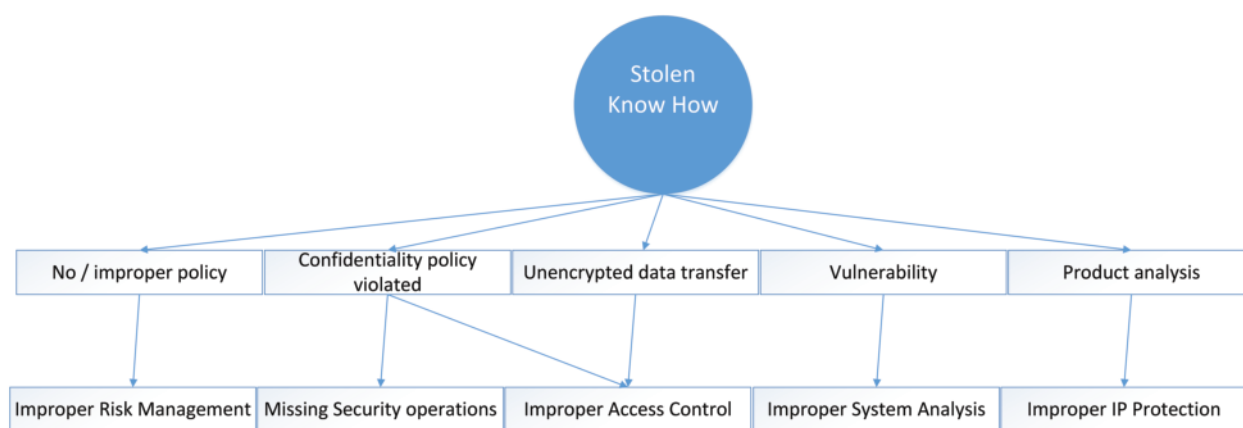 Stolen
Know How
No / improper policy
Confidentiality policy
violated
Unencrypted data transfer
Vulnerability
Product analysis
Improper Risk Management
Missing Security operations
Improper Access Control
Improper System Analysis
Improper IP Protection